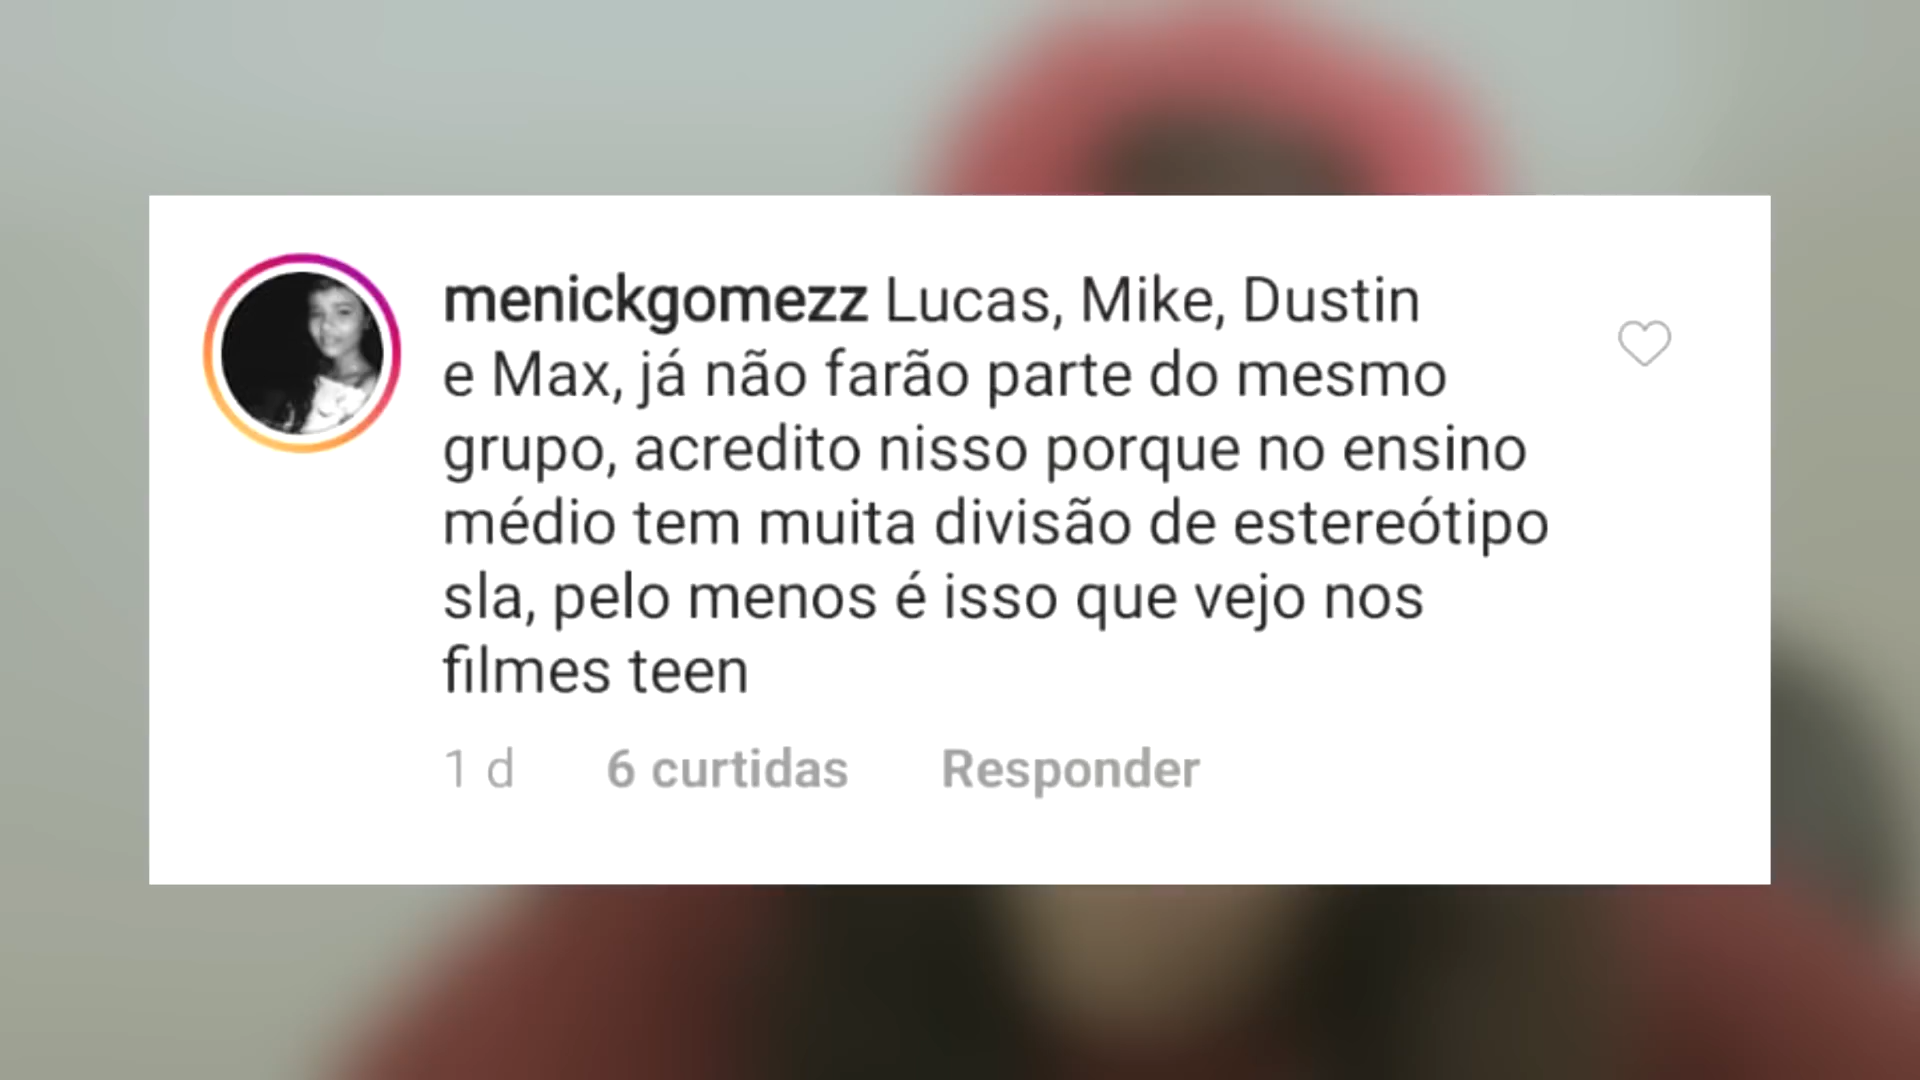 menickgomezz Lucas, Mike, Dustin
e Max, já não farão parte do mesmo
grupo, acredito nisso porque no ensino
médio tem muita divisão de estereótipo
sla, pelo menos é isso que vejo nos
filmes teen
1 d 6 curtidas Responder